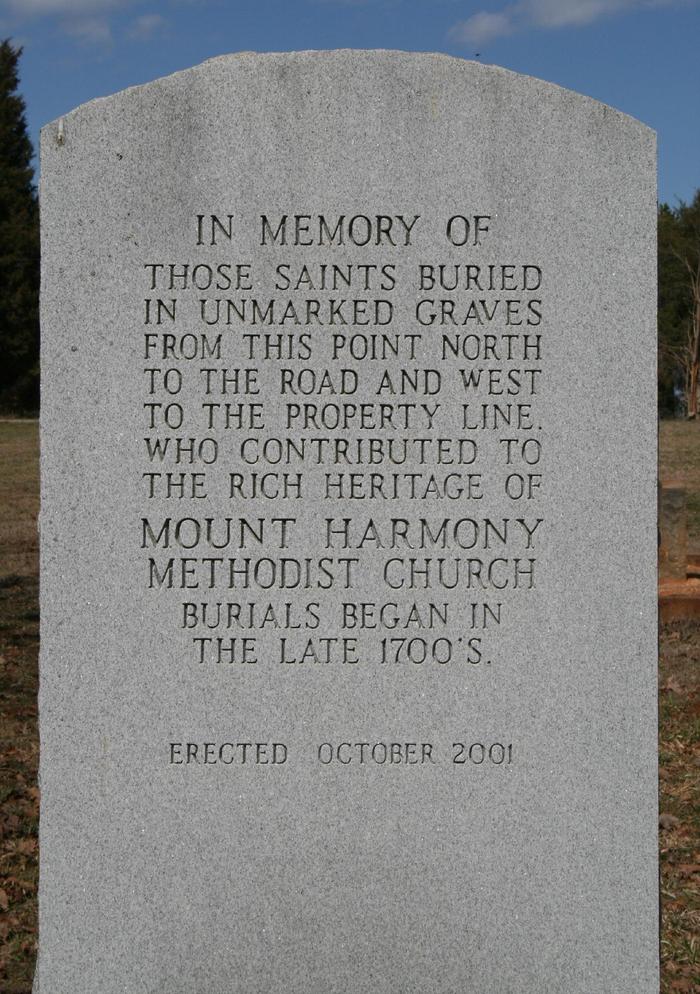 IN MEMORY OF
THOSE SAINTS BURIED
IN UNMARKED GRAVES
FROM THIS POINT NORTH
TO THE ROAD AND WEST
TO THE PROPERTY LINE.
WHO CONTRIBUTED TO
THE RICH HERITAGE OF
MOUNT HARMONY
METHODIST CHURCH
BURIALS BEGAN IN
THE LATE 1700'S.
ERECTED OCTOBER 2001